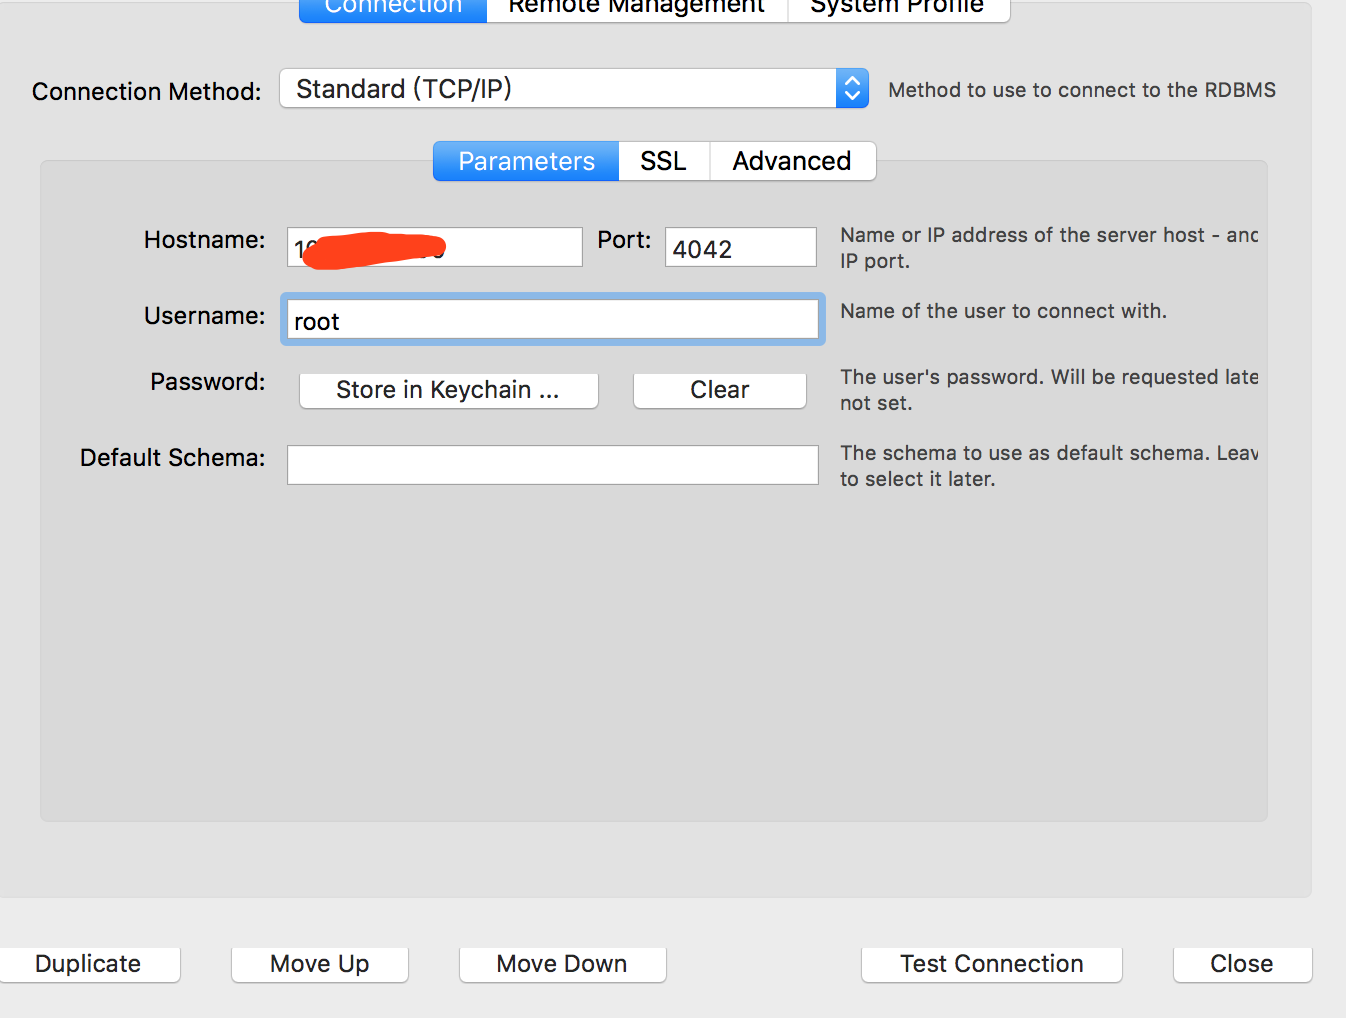 Connection Remote Management System Profile
Connection Method: Standard (TCP/IP) Method to use to connect to the RDBMS
Parameters SSL Advanced
Hostname: Port: 4042 Name or IP address of the server host - and
IP port.
Username: root Name of the user to connect with.
Password: Store in Keychain ... Clear The user's password. Will be requested late
not set.
Default Schema: The schema to use as default schema. Leav
to select it later.
Duplicate Move Up Move Down Test Connection Close